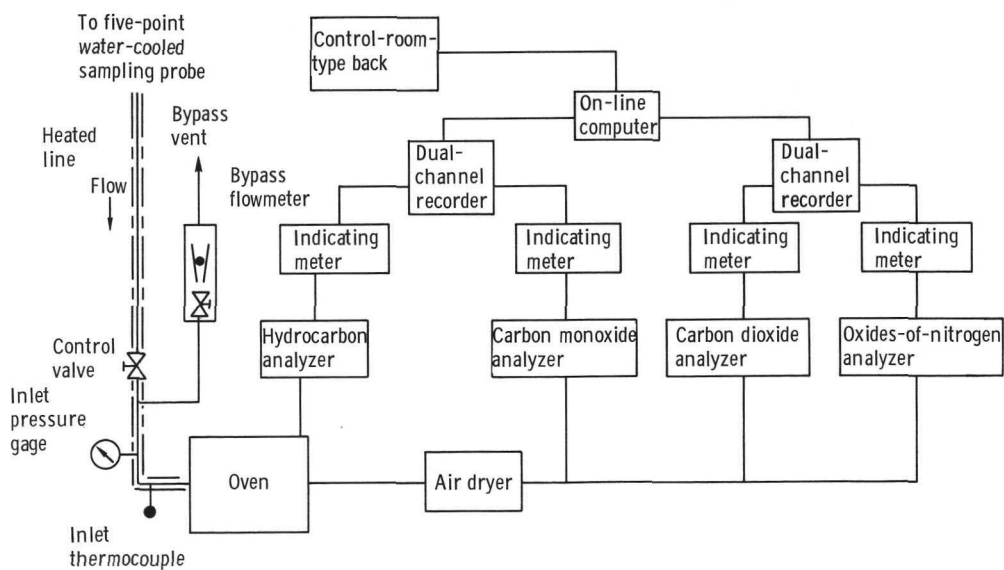 To five-point
water-cooled
sampling probe
Heated
line
Flow
Bypass
vent
Bypass
flowmeter
Control
valve
Inlet
pressure
gage
Inlet
thermocouple
Oven
Air dryer
Control-room-
type back
On-line
computer
Dual-
channel
recorder
Dual-
channel
recorder
Indicating
meter
Indicating
meter
Indicating
meter
Indicating
meter
Hydrocarbon
analyzer
Carbon monoxide
analyzer
Carbon dioxide
analyzer
Oxides-of-nitrogen
analyzer